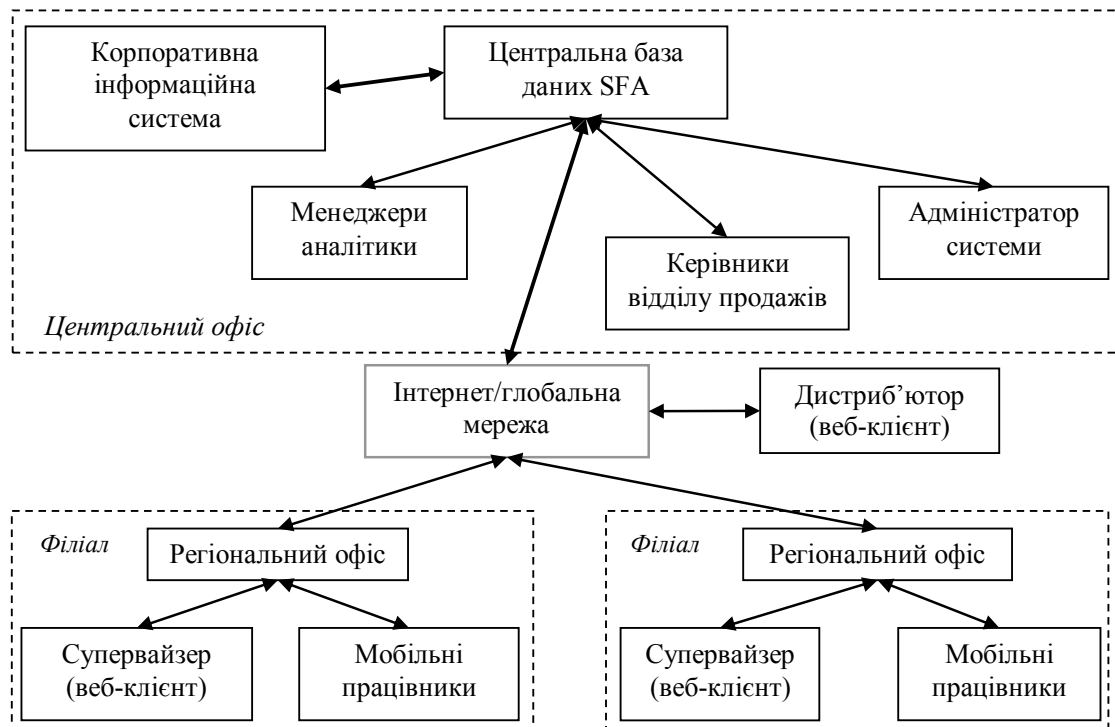 Корпоративна
інформаційна
система
Центральна база
даних SFA
Менеджери
аналітики
Керівники
відділу продажів
Адміністратор
системи
Центральний офіс
Інтернет/глобальна
мережа
Дистриб’ютор
(веб-клієнт)
Філіал
Регіональний офіс
Супервайзер
(веб-клієнт)
Мобільні
працівники
Філіал
Регіональний офіс
Супервайзер
(веб-клієнт)
Мобільні
працівники